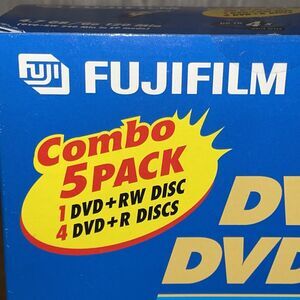 FUJI
FUJIFILM
Combo
5 PACK
1 DVD+RW DISC
4 DVD+R DISCS
DV
DVD